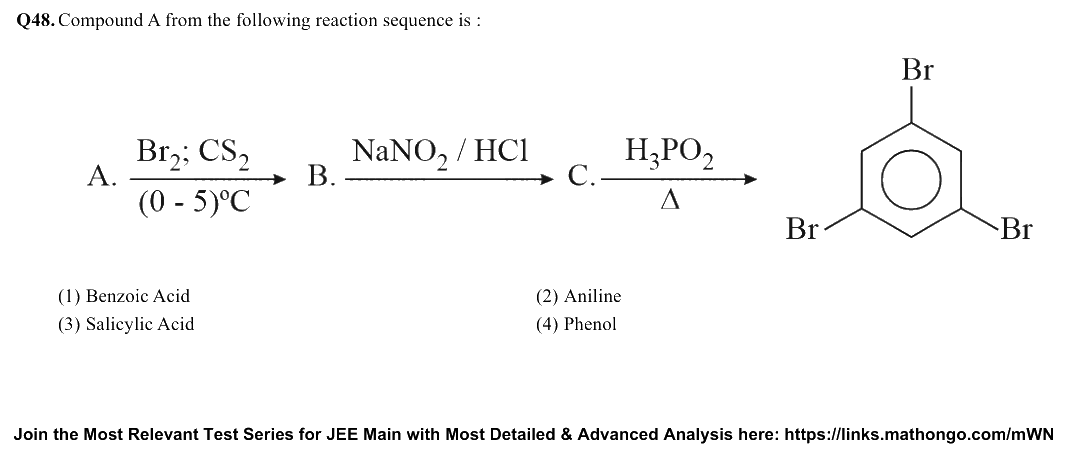 Q48. Compound A from the following reaction sequence is :
Br
A. Br₂; CS₂ B. NaNO₂ / HCl C. H₃PO₂
(0 - 5)ºC Δ
Br Br
(1) Benzoic Acid (2) Aniline
(3) Salicylic Acid (4) Phenol
Join the Most Relevant Test Series for JEE Main with Most Detailed & Advanced Analysis here: https://links.mathongo.com/mWN